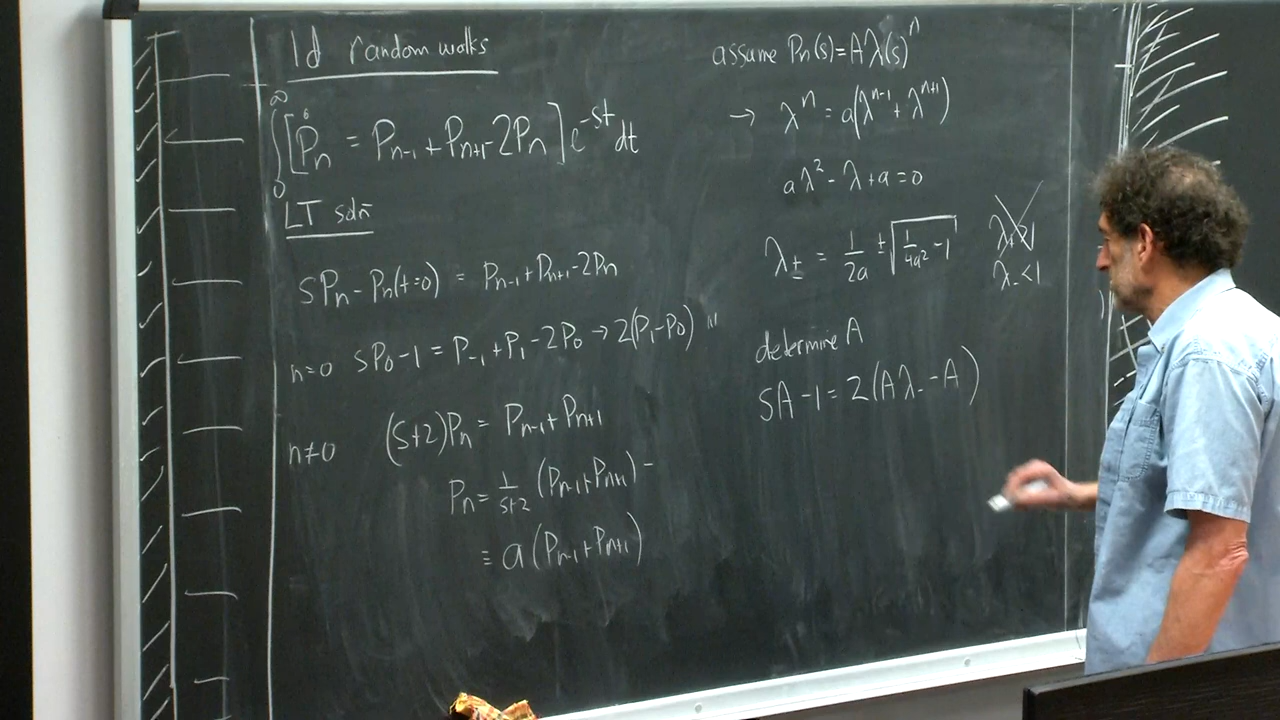 1d random walks
∫₀^∞ [Ṗn = Pn-1 + Pn+1 - 2Pn] e^-st dt
LT soln
sPn - Pn(t=0) = Pn-1 + Pn+1 - 2Pn
n=0 sP0 - 1 = P-1 + P1 - 2P0 → 2(P1 - P0)
n≠0 (s+2)Pn = Pn-1 + Pn+1
Pn = 1/(s+2) (Pn-1 + Pn+1)
≡ a(Pn-1 + Pn+1)
assume Pn(s) = Aλ(s)^n
→ λ^n = a(λ^n-1 + λ^n+1)
aλ² - λ + a = 0
λ± = 1/2a ± √(1/4a² - 1)
λ+>1
λ-<1
determine A
sA - 1 = 2(Aλ- - A)